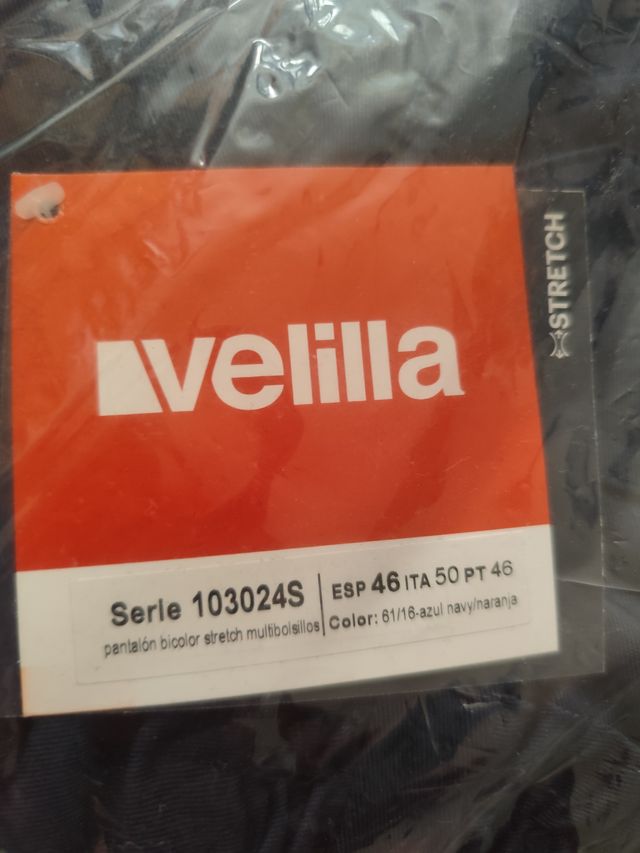 STRETCH
velilla
Serie 103024S
pantalón bicolor stretch multibolsillos
ESP 46 ITA 50 PT 46
Color: 61/16-azul navy/naranja